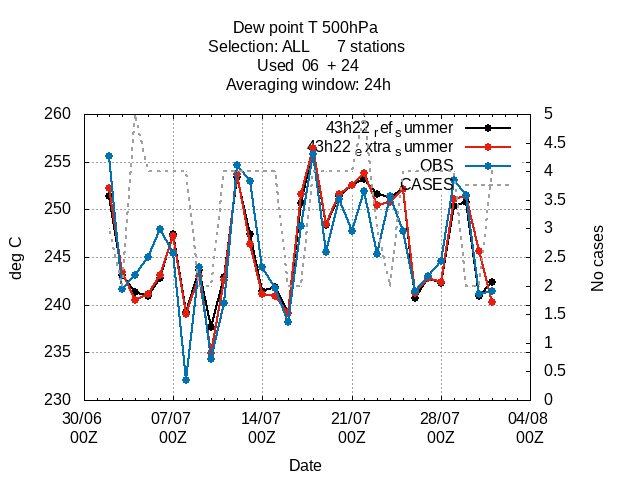 Dew point T 500hPa
Selection: ALL 7 stations
Used 06 + 24
Averaging window: 24h
260 5
43h22_ref_summer
4.5
43h22_extra_summer
255 OBS 4
CASES 3.5
250
3
deg C
No cases
245 2.5
2
240
1.5
235 1
0.5
230 0
30/06 07/07 14/07 21/07 28/07 04/08
00Z 00Z 00Z 00Z 00Z 00Z
Date